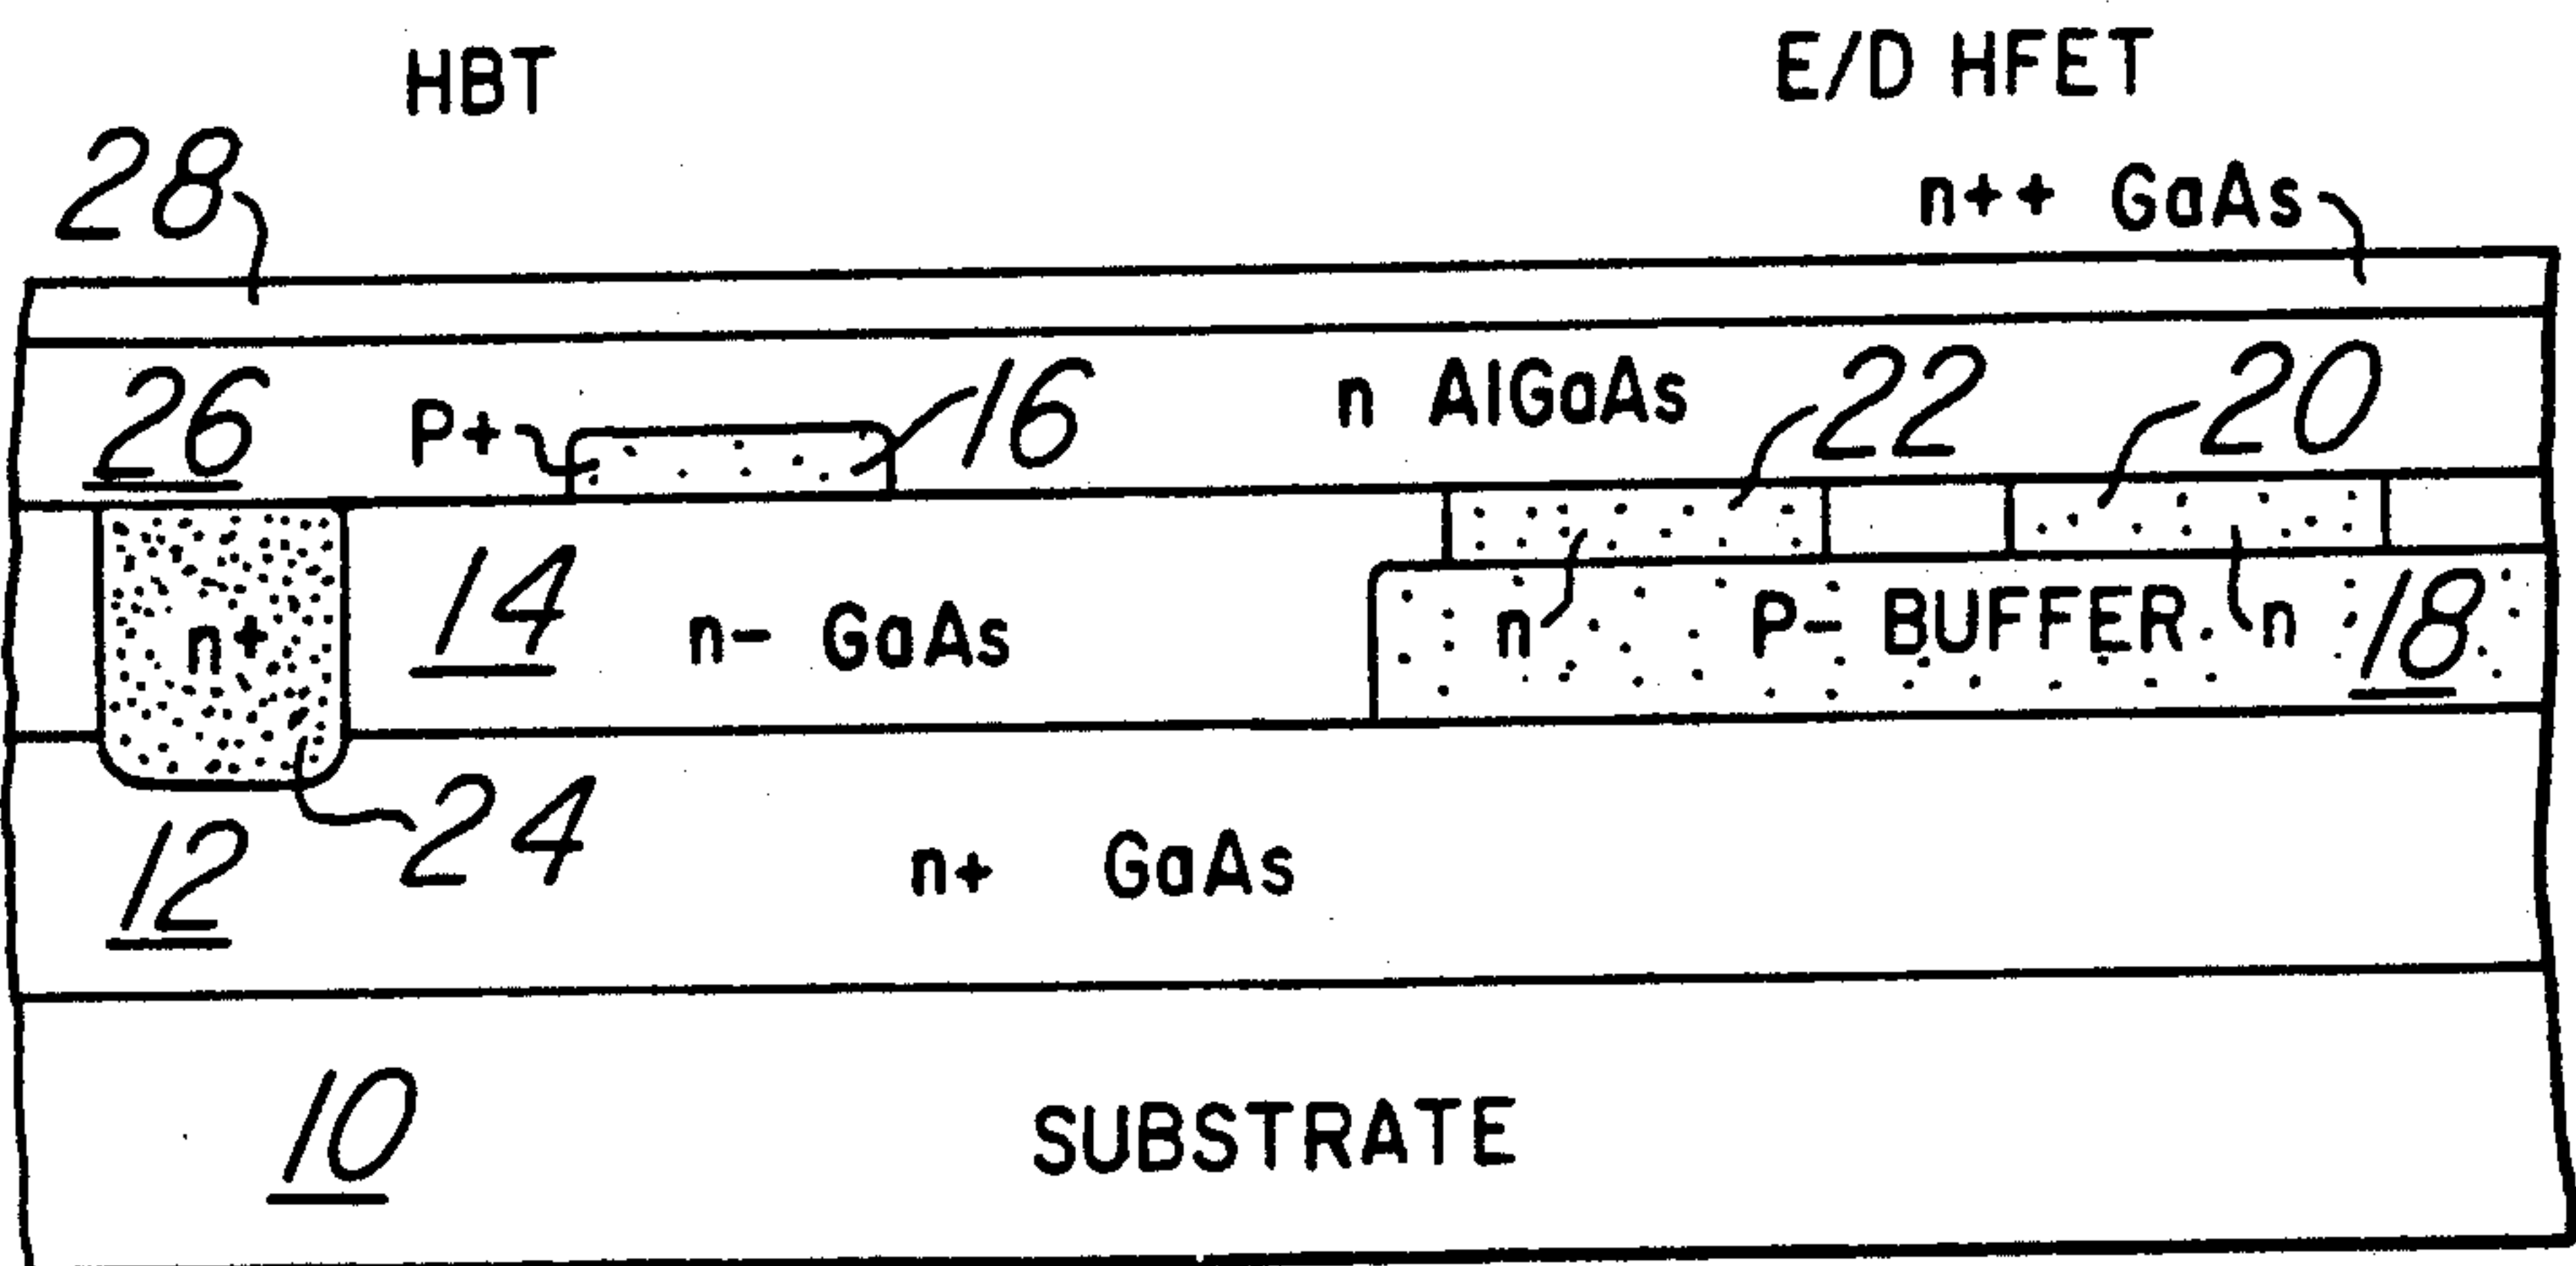 HBT
E/D HFET
28
n++ GaAs
26
P+
16
n AlGaAs
22
20
n+
14
n- GaAs
n
P- BUFFER
n
18
12
24
n+ GaAs
10
SUBSTRATE